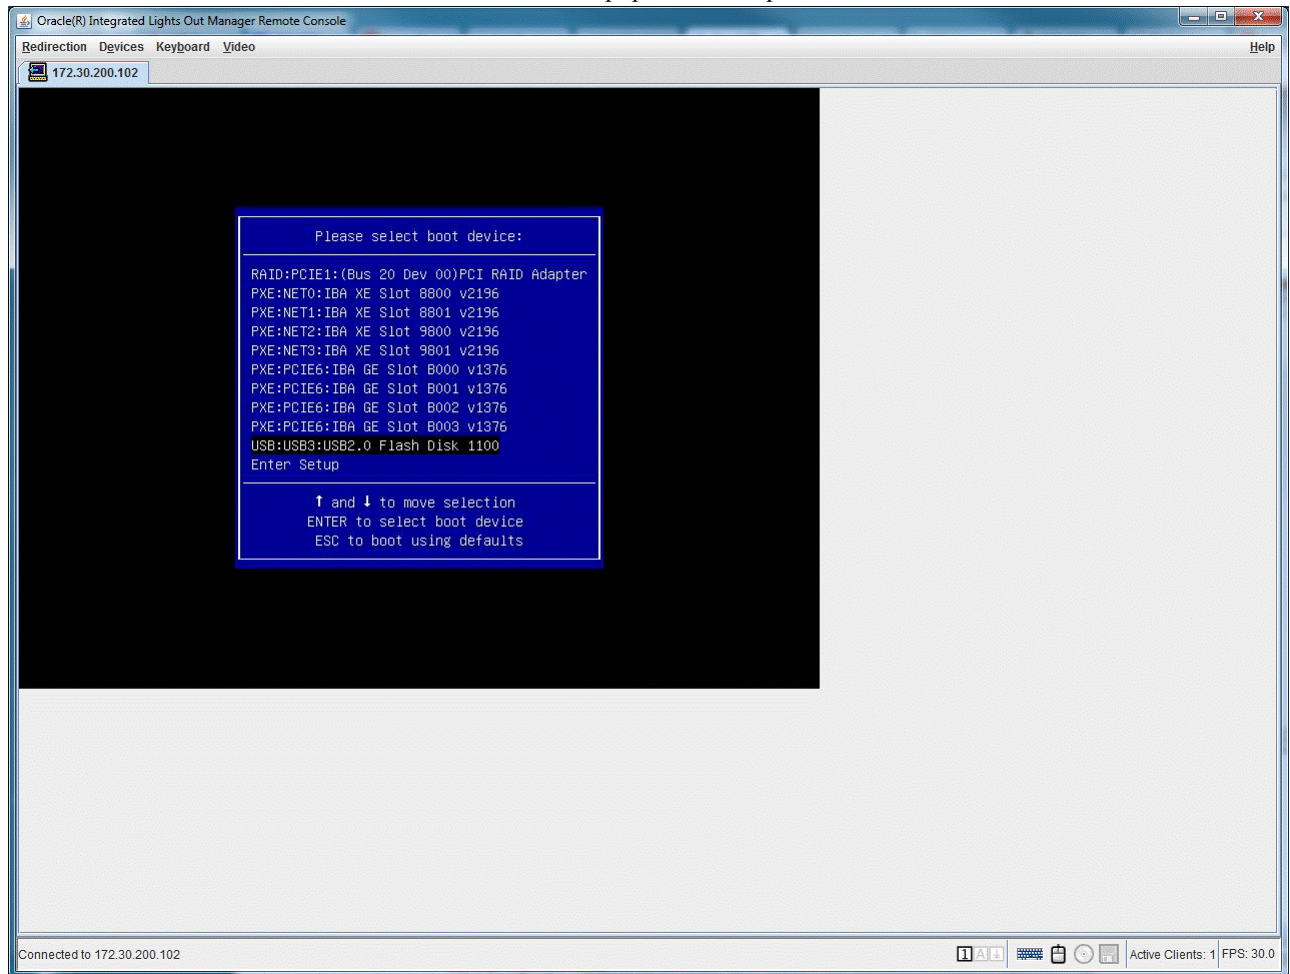 Oracle(R) Integrated Lights Out Manager Remote Console
Redirection Devices Keyboard Video Help
172.30.200.102
Please select boot device:
RAID:PCIE1:(Bus 20 Dev 00)PCI RAID Adapter
PXE:NET0:IBA XE Slot 8800 v2196
PXE:NET1:IBA XE Slot 8801 v2196
PXE:NET2:IBA XE Slot 9800 v2196
PXE:NET3:IBA XE Slot 9801 v2196
PXE:PCIE6:IBA GE Slot B000 v1376
PXE:PCIE6:IBA GE Slot B001 v1376
PXE:PCIE6:IBA GE Slot B002 v1376
PXE:PCIE6:IBA GE Slot B003 v1376
USB:USB3:USB2.0 Flash Disk 1100
Enter Setup
↑ and ↓ to move selection
ENTER to select boot device
ESC to boot using defaults
Connected to 172.30.200.102 1 A Active Clients: 1 FPS: 30.0